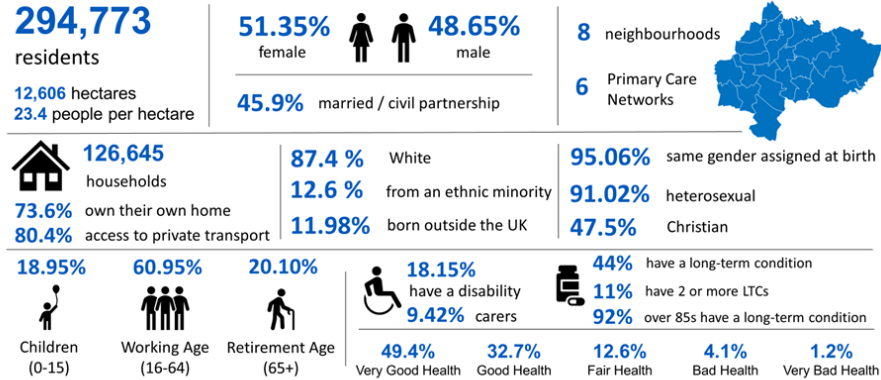 294,773
residents
12,606 hectares
23.4 people per hectare
51.35%
female
48.65%
male
45.9% married / civil partnership
8 neighbourhoods
6 Primary Care
Networks
126,645
households
73.6% own their own home
80.4% access to private transport
87.4 % White
12.6 % from an ethnic minority
11.98% born outside the UK
95.06% same gender assigned at birth
91.02% heterosexual
47.5% Christian
18.95%
Children
(0-15)
60.95%
Working Age
(16-64)
20.10%
Retirement Age
(65+)
18.15%
have a disability
9.42% carers
44% have a long-term condition
11% have 2 or more LTCs
92% over 85s have a long-term condition
49.4%
Very Good Health
32.7%
Good Health
12.6%
Fair Health
4.1%
Bad Health
1.2%
Very Bad Health